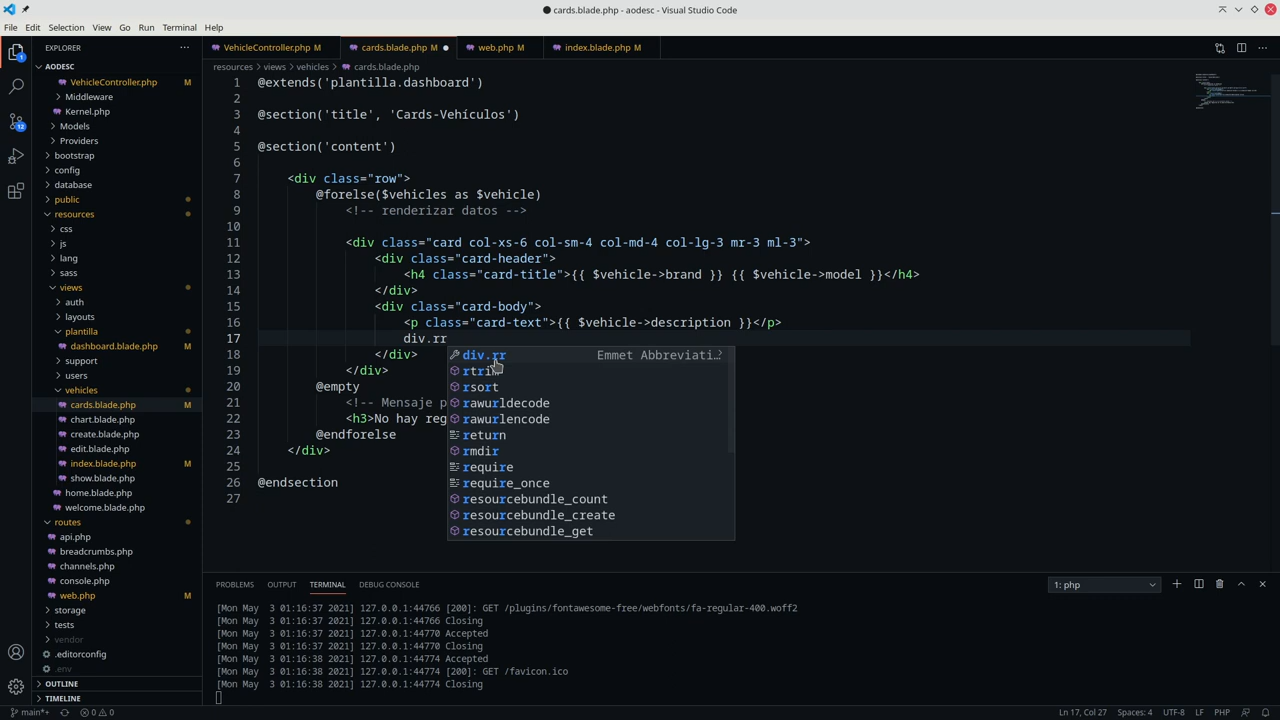 cards.blade.php - aodesc - Visual Studio Code
File Edit Selection View Go Run Terminal Help
EXPLORER
AODESC
VehicleController.php M
Middleware
Kernel.php
Models
Providers
bootstrap
config
database
public
resources
css
js
lang
sass
views
auth
layouts
plantilla
dashboard.blade.php M
support
users
vehicles
cards.blade.php M
chart.blade.php
create.blade.php
edit.blade.php
index.blade.php M
show.blade.php
home.blade.php
welcome.blade.php
routes
api.php
breadcrumbs.php
channels.php
console.php
web.php M
storage
tests
vendor
.editorconfig
.env
OUTLINE
TIMELINE
VehicleController.php M cards.blade.php M web.php M index.blade.php M
resources > views > vehicles > cards.blade.php
1 @extends('plantilla.dashboard')
2
3 @section('title', 'Cards-Vehículos')
4
5 @section('content')
6
7 <div class="row">
8 @forelse($vehicles as $vehicle)
9 <!-- renderizar datos -->
10
11 <div class="card col-xs-6 col-sm-4 col-md-4 col-lg-3 mr-3 ml-3">
12 <div class="card-header">
13 <h4 class="card-title">{{ $vehicle->brand }} {{ $vehicle->model }}</h4>
14 </div>
15 <div class="card-body">
16 <p class="card-text">{{ $vehicle->description }}</p>
17 div.rr
18 </div>
19 </div>
20 @empty
21 <!-- Mensaje p
22 <h3>No hay reg
23 @endforelse
24 </div>
25
26 @endsection
27
div.rr Emmet Abbreviati…?
rtrim
rsort
rawurldecode
rawurlencode
return
rmdir
require
require_once
resourcebundle_count
resourcebundle_create
resourcebundle_get
PROBLEMS OUTPUT TERMINAL DEBUG CONSOLE 1: php
[Mon May 3 01:16:37 2021] 127.0.0.1:44766 [200]: GET /plugins/fontawesome-free/webfonts/fa-regular-400.woff2
[Mon May 3 01:16:37 2021] 127.0.0.1:44766 Closing
[Mon May 3 01:16:37 2021] 127.0.0.1:44770 Accepted
[Mon May 3 01:16:37 2021] 127.0.0.1:44770 Closing
[Mon May 3 01:16:38 2021] 127.0.0.1:44774 Accepted
[Mon May 3 01:16:38 2021] 127.0.0.1:44774 [200]: GET /favicon.ico
[Mon May 3 01:16:38 2021] 127.0.0.1:44774 Closing
1
12
main*+ 0 0 Ln 17, Col 27 Spaces: 4 UTF-8 LF PHP